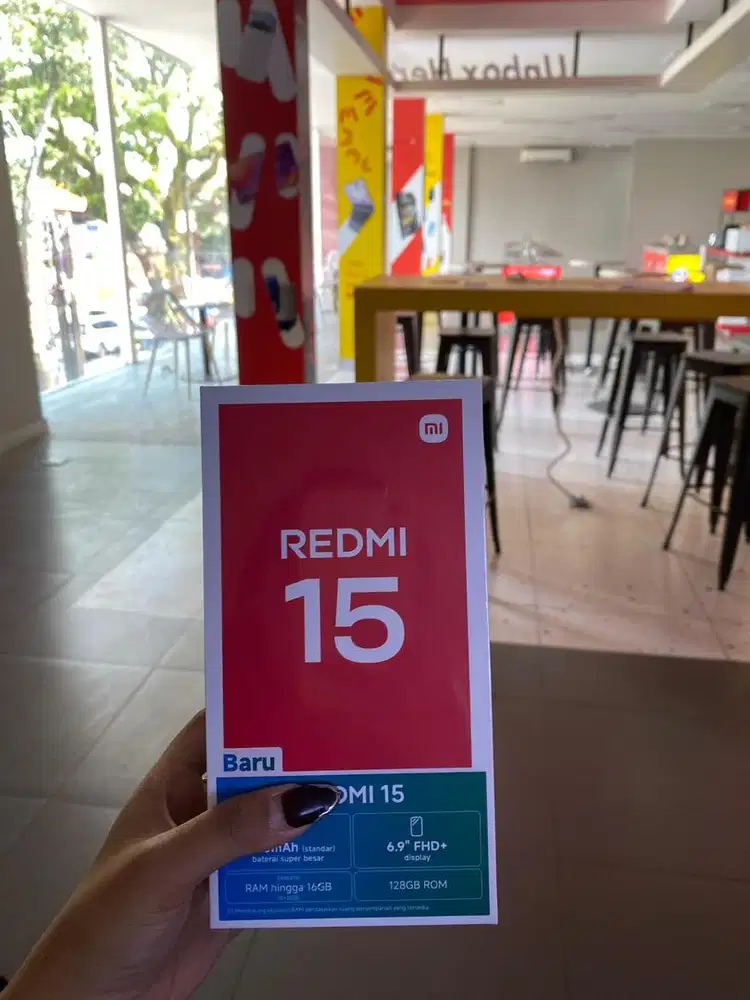 mi
REDMI
15
Baru
DMI 15
mAh (standar)
baterai super besar
6.9" FHD+
display
RAM hingga 16GB
128GB ROM